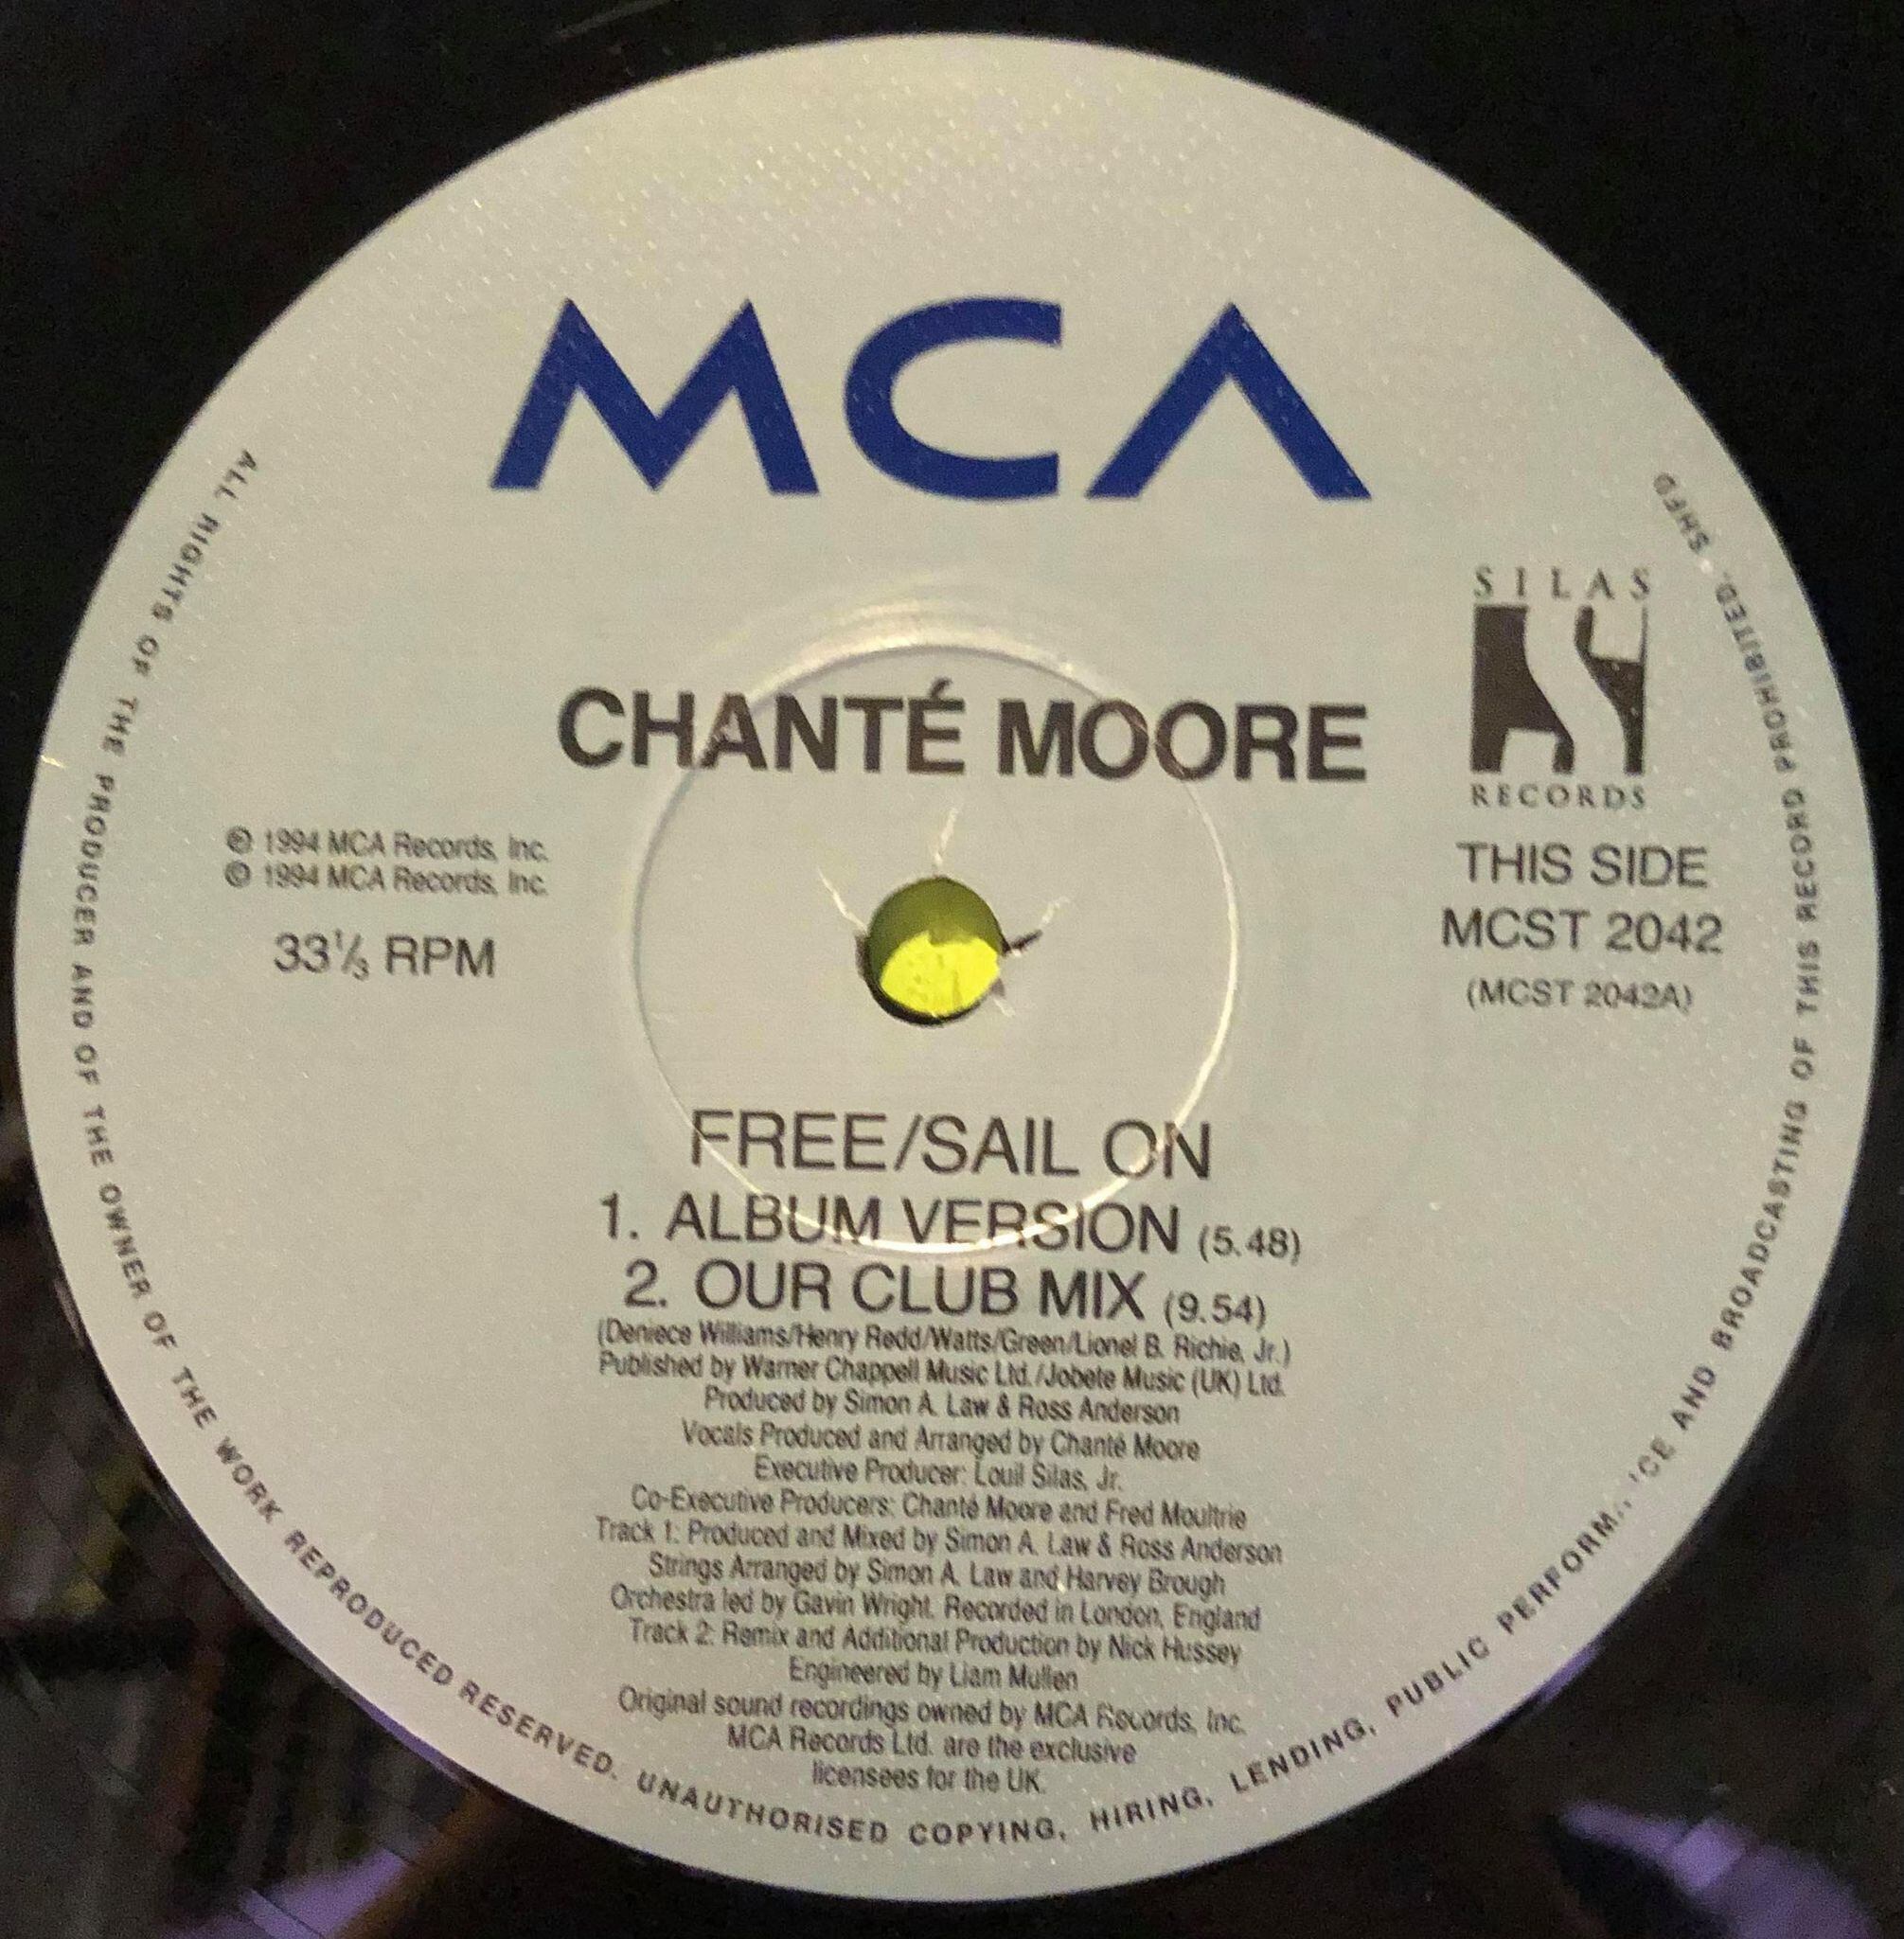 MCA
SILAS
RECORDS
CHANTÉ MOORE
℗ 1994 MCA Records, Inc.
© 1994 MCA Records, Inc.
33⅓ RPM
THIS SIDE
MCST 2042
(MCST 2042A)
FREE/SAIL ON
1. ALBUM VERSION (5.48)
2. OUR CLUB MIX (9.54)
(Deniece Williams/Henry Redd/Watts/Green/Lionel B. Richie, Jr.)
Published by Warner Chappell Music Ltd./Jobete Music (UK) Ltd.
Produced by Simon A. Law & Ross Anderson
Vocals Produced and Arranged by Chanté Moore
Executive Producer: Louil Silas, Jr.
Co-Executive Producers: Chanté Moore and Fred Moultrie
Track 1: Produced and Mixed by Simon A. Law & Ross Anderson
Strings Arranged by Simon A. Law and Harvey Brough
Orchestra led by Gavin Wright. Recorded in London, England
Track 2: Remix and Additional Production by Nick Hussey
Engineered by Liam Mullen
Original sound recordings owned by MCA Records, Inc.
MCA Records Ltd. are the exclusive
licensees for the UK.
ALL RIGHTS OF THE PRODUCER AND OF THE OWNER OF THE WORK REPRODUCED RESERVED. UNAUTHORISED COPYING, HIRING, LENDING, PUBLIC PERFORMANCE AND BROADCASTING OF THIS RECORD PROHIBITED. SHFD